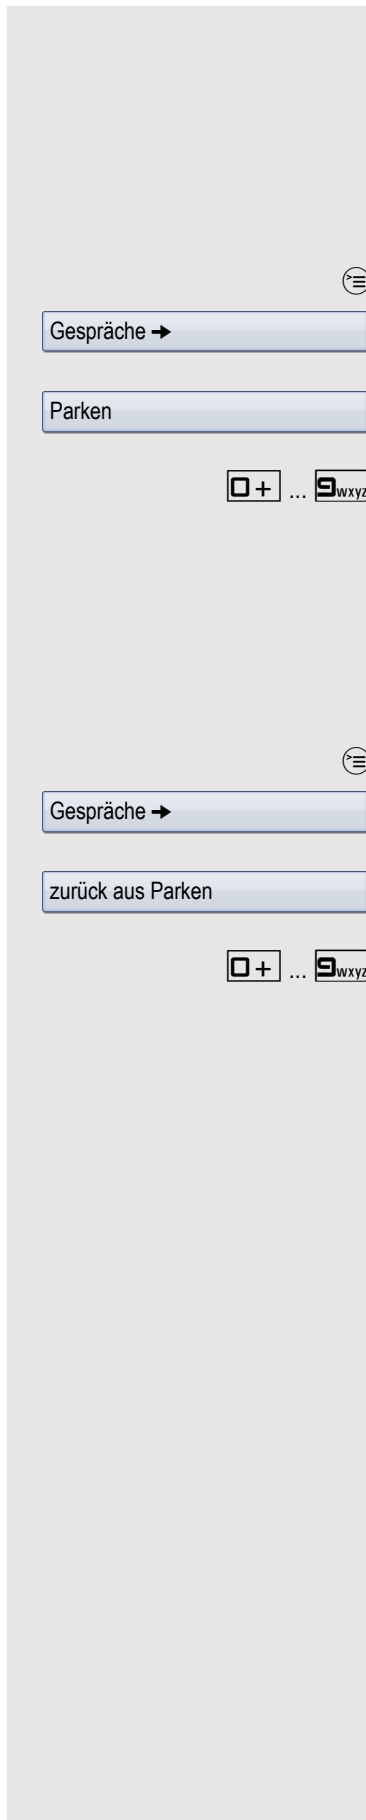 Gespräche →
Parken
0 + ... 9wxyz
Gespräche →
zurück aus Parken
0 + ... 9wxyz